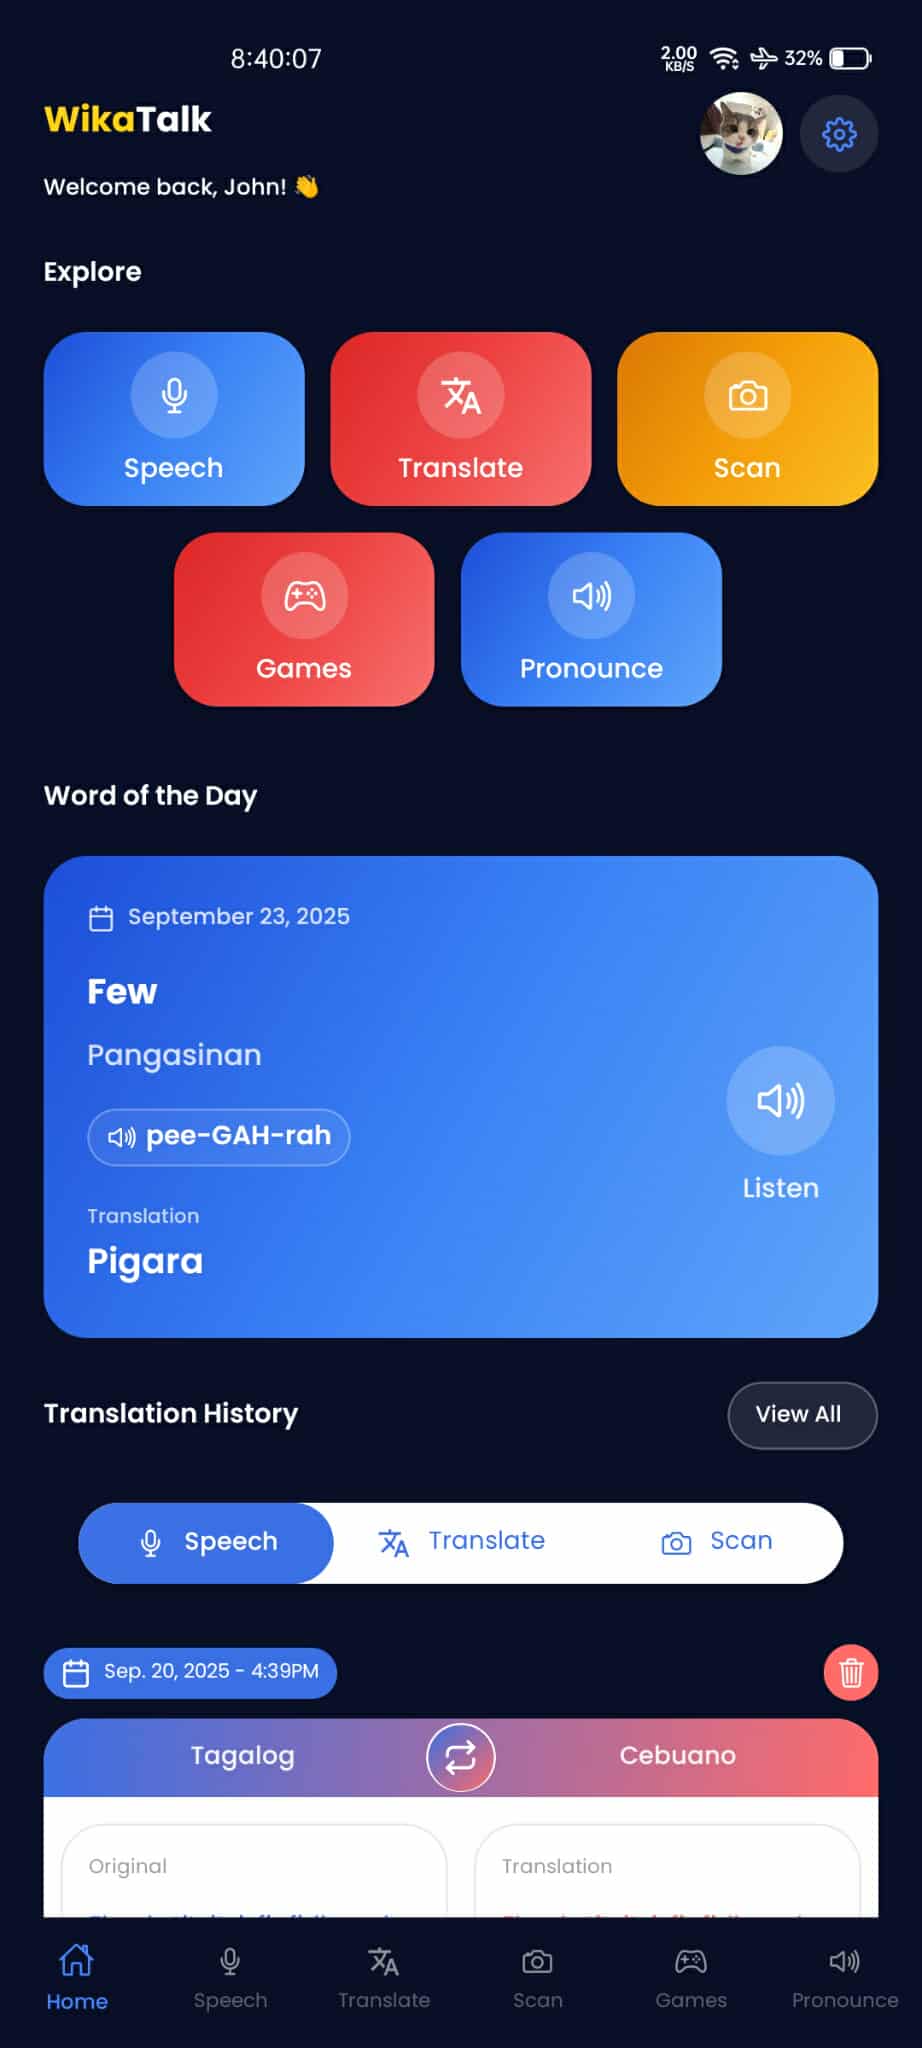 8:40:07
2.00 KB/S 32%
WikaTalk
Welcome back, John! 👋
Explore
Speech Translate Scan
Games Pronounce
Word of the Day
September 23, 2025
Few
Pangasinan
pee-GAH-rah
Listen
Translation
Pigara
Translation History View All
Speech Translate Scan
Sep. 20, 2025 - 4:39PM
Tagalog Cebuano
Original Translation
Home Speech Translate Scan Games Pronounce